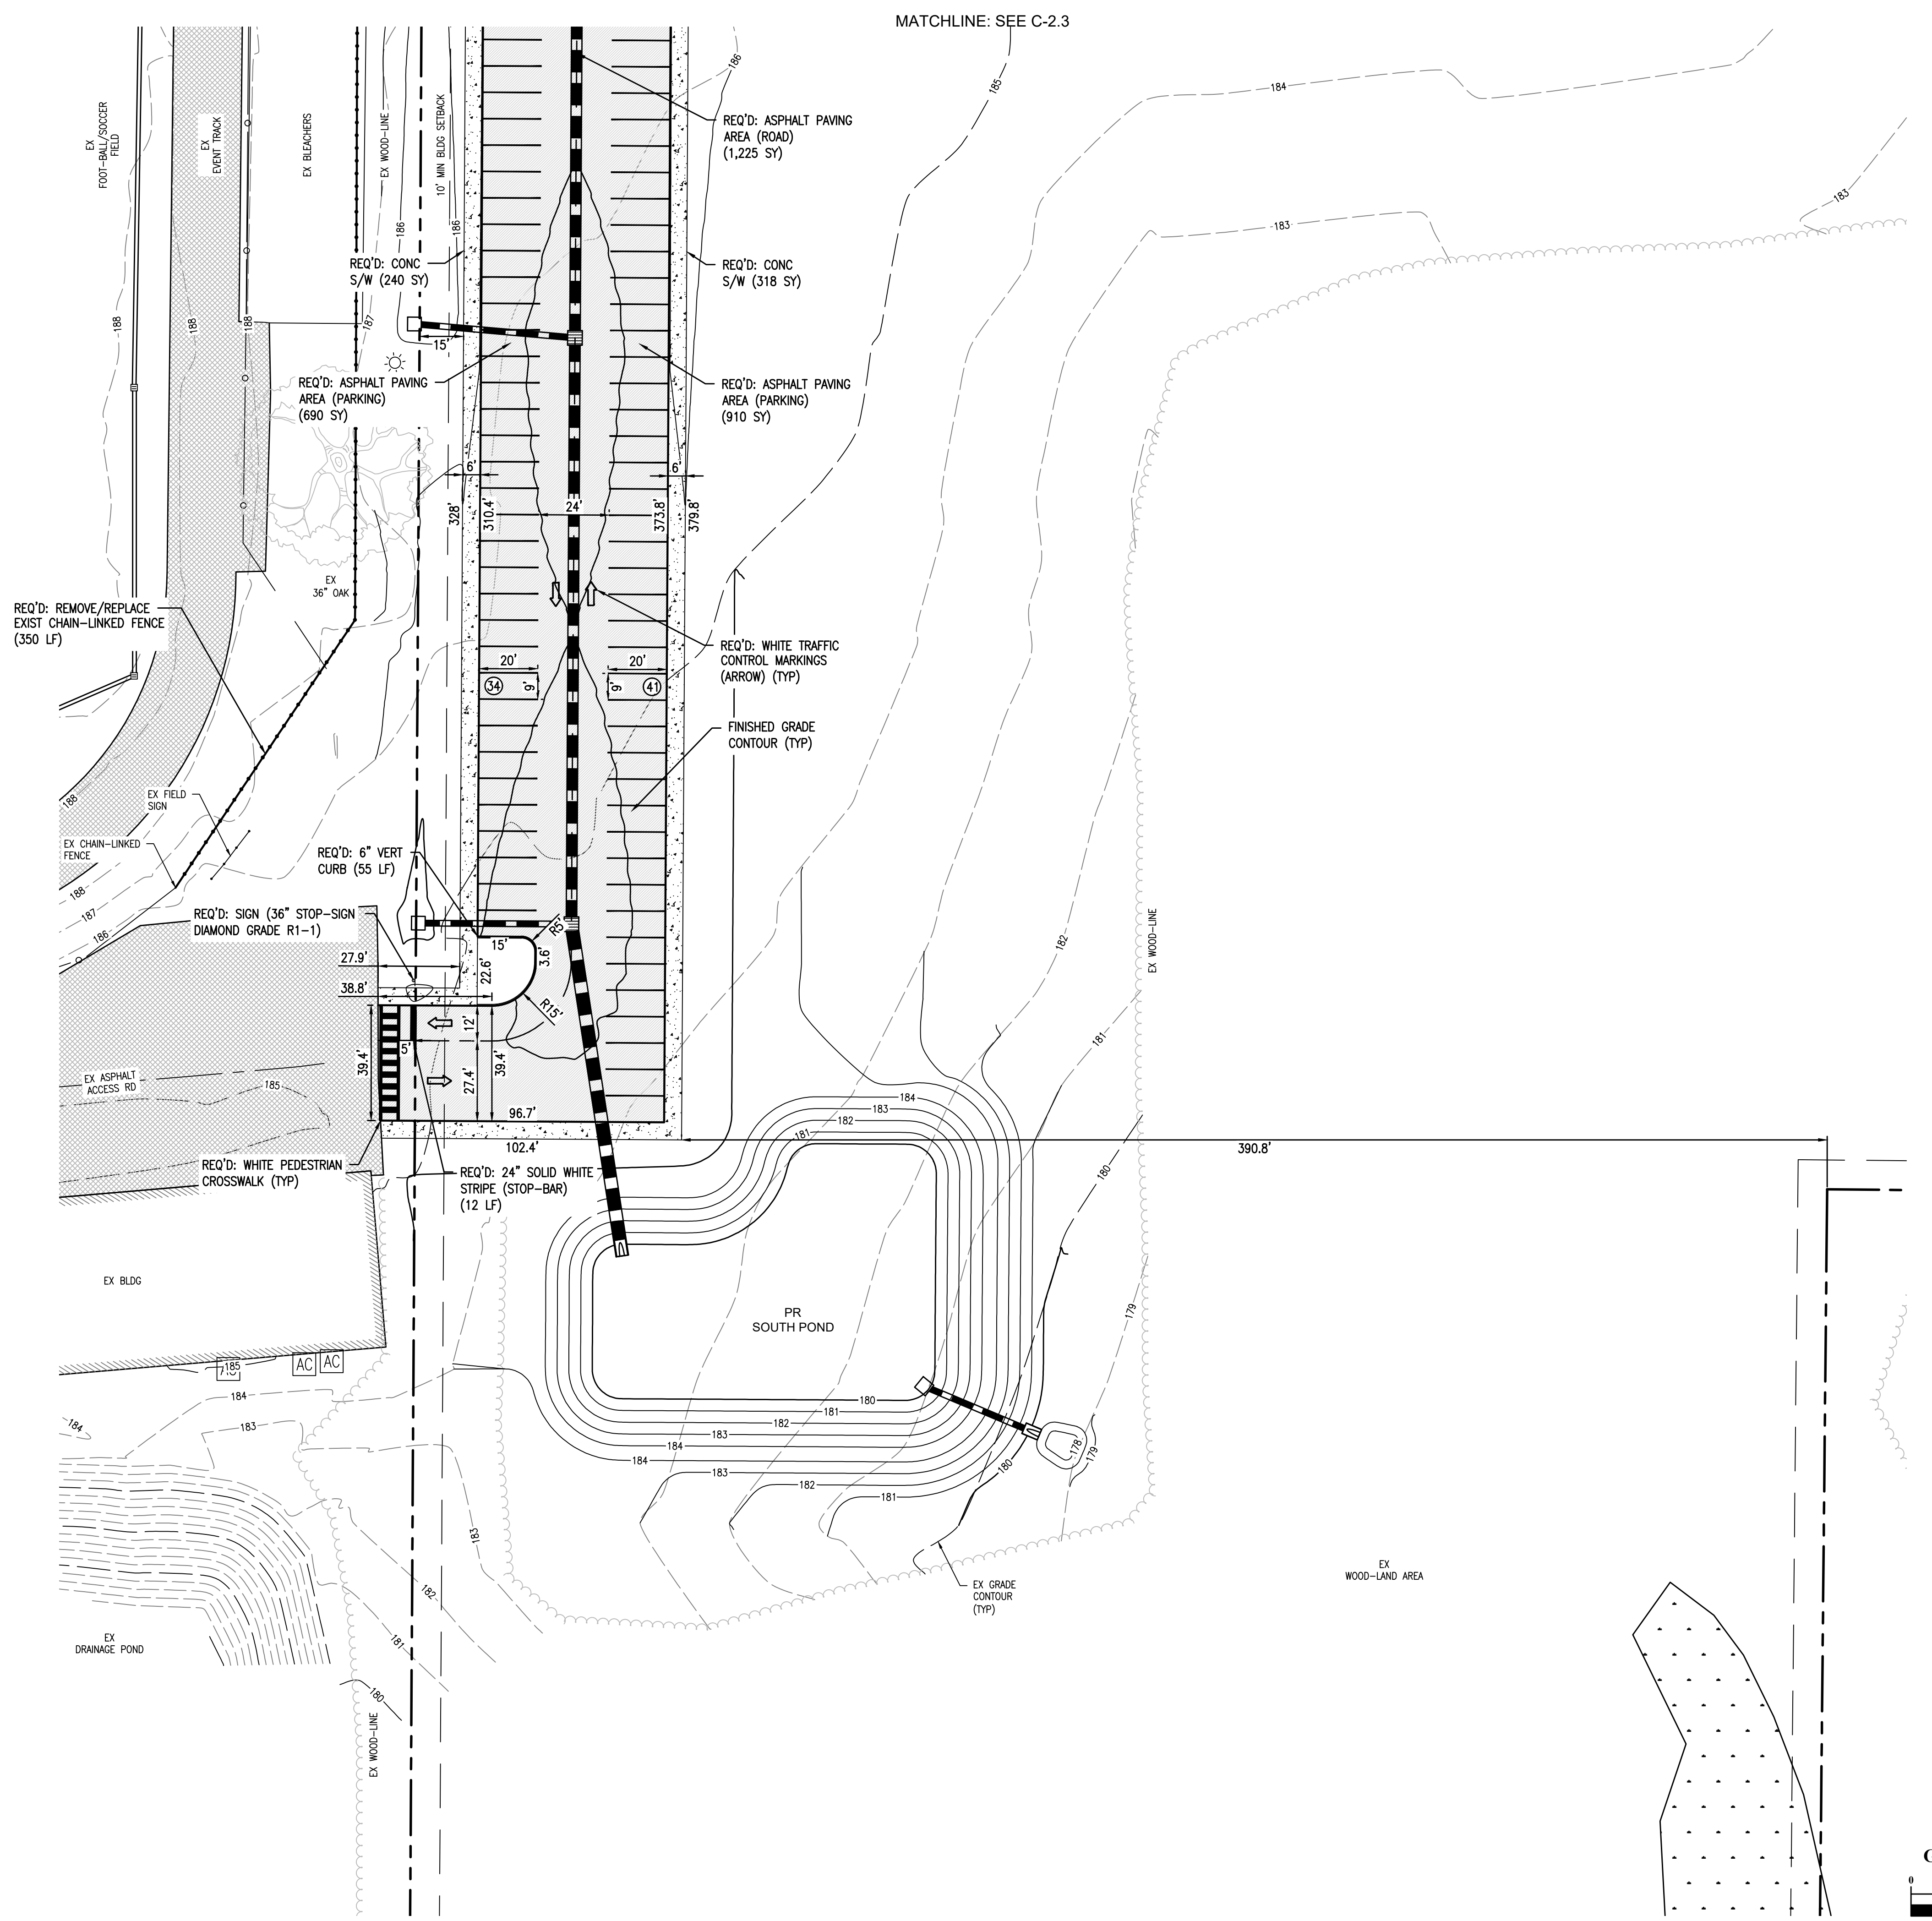 MATCHLINE: SEE C-2.3
EX
FOOT-BALL/SOCCER
FIELD
EX
EVENT TRACK
EX BLEACHERS
EX WOOD-LINE
10' MIN BLDG SETBACK
186
186
186
185
184
183
183
REQ'D: ASPHALT PAVING
AREA (ROAD)
(1,225 SY)
REQ'D: CONC
S/W (240 SY)
REQ'D: CONC
S/W (318 SY)
188
188
188
187
15'
REQ'D: ASPHALT PAVING
AREA (PARKING)
(690 SY)
REQ'D: ASPHALT PAVING
AREA (PARKING)
(910 SY)
6'
6'
328'
310.4'
24'
373.8'
379.8'
EX
36" OAK
REQ'D: REMOVE/REPLACE
EXIST CHAIN-LINKED FENCE
(350 LF)
REQ'D: WHITE TRAFFIC
CONTROL MARKINGS
(ARROW) (TYP)
20'
20'
34
9'
9'
41
FINISHED GRADE
CONTOUR (TYP)
EX FIELD
SIGN
188
EX CHAIN-LINKED
FENCE
REQ'D: 6" VERT
CURB (55 LF)
188
187
186
REQ'D: SIGN (36" STOP-SIGN
DIAMOND GRADE R1-1)
R5'
15'
3.6'
22.6'
27.9'
38.8'
R15'
12'
5'
39.4'
39.4'
27.4'
EX ASPHALT
ACCESS RD
185
96.7'
102.4'
390.8'
182
EX WOOD-LINE
181
180
179
184
183
182
181
REQ'D: WHITE PEDESTRIAN
CROSSWALK (TYP)
REQ'D: 24" SOLID WHITE
STRIPE (STOP-BAR)
(12 LF)
EX BLDG
PR
SOUTH POND
185
AC
AC
AC
184
183
184
180
181
182
183
184
184
183
182
181
180
178
179
183
182
181
180
EX GRADE
CONTOUR
(TYP)
EX
WOOD-LAND AREA
EX
DRAINAGE POND
EX WOOD-LINE
0